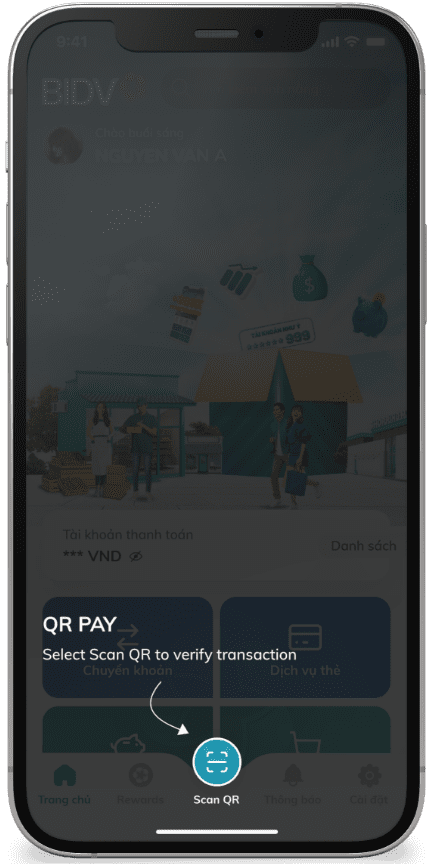 9:41
BIDV
Chào buổi sáng
NGUYEN VAN A
999
Tài khoản thanh toán
*** VND
Danh sách
QR PAY
Select Scan QR to verify transaction
Chuyển khoản
Dịch vụ thẻ
Trang chủ
Rewards
Scan QR
Thông báo
Cài đặt